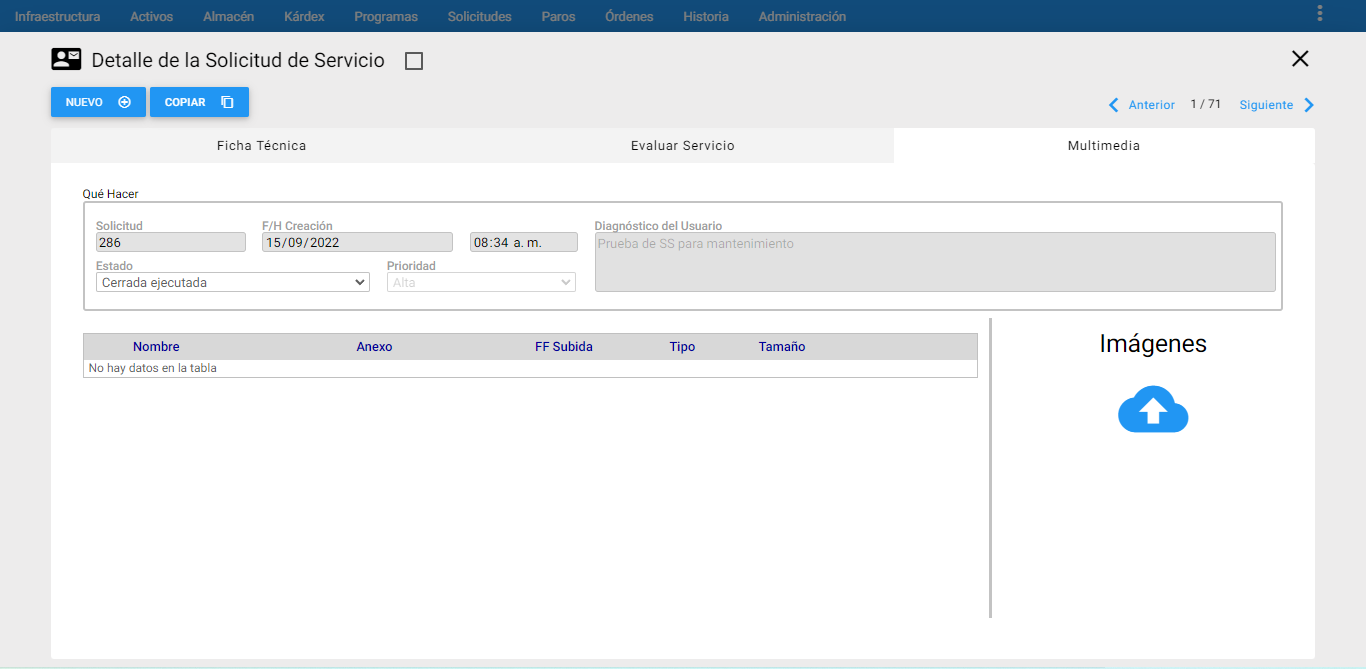 Infraestructura Activos Almacén Kárdex Programas Solicitudes Paros Órdenes Historia Administración
Detalle de la Solicitud de Servicio
NUEVO COPIAR
Anterior 1 / 71 Siguiente
Ficha Técnica Evaluar Servicio Multimedia
Qué Hacer
Solicitud F/H Creación Diagnóstico del Usuario
286 15/09/2022 08:34 a. m. Prueba de SS para mantenimiento
Estado Prioridad
Cerrada ejecutada Alta
Nombre Anexo FF Subida Tipo Tamaño
No hay datos en la tabla
Imágenes